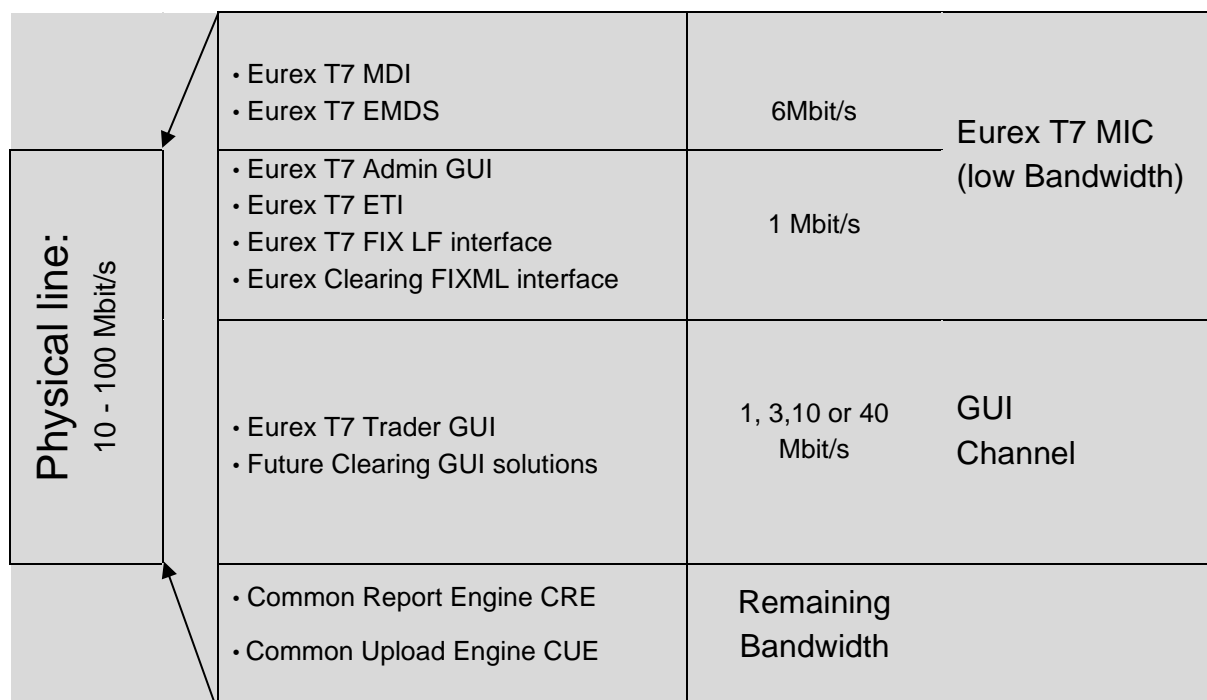 Physical line:
10 - 100 Mbit/s
• Eurex T7 MDI
• Eurex T7 EMDS
6Mbit/s
Eurex T7 MIC
(low Bandwidth)
• Eurex T7 Admin GUI
• Eurex T7 ETI
• Eurex T7 FIX LF interface
• Eurex Clearing FIXML interface
1 Mbit/s
• Eurex T7 Trader GUI
• Future Clearing GUI solutions
1, 3,10 or 40
Mbit/s
GUI
Channel
• Common Report Engine CRE
• Common Upload Engine CUE
Remaining
Bandwidth